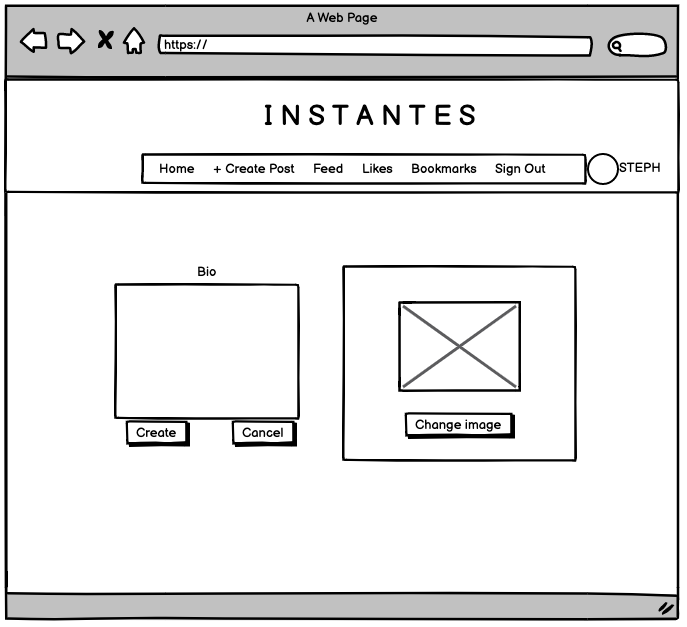 A Web Page
https://
INSTANTES
Home + Create Post Feed Likes Bookmarks Sign Out STEPH
Bio
Create Cancel
Change image